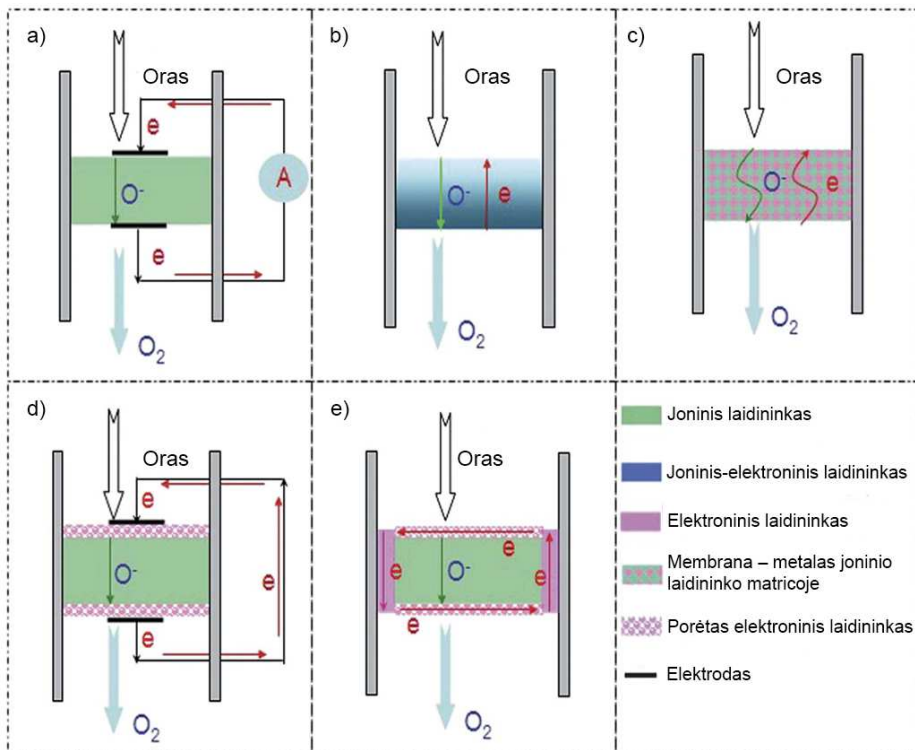 a)
Oras
e
A
O⁻
e
O₂
b)
Oras
O⁻
e
O₂
c)
Oras
O⁻
e
O₂
d)
Oras
e
O⁻
e
e
O₂
e)
Oras
e
e
O⁻
e
e
O₂
Joninis laidininkas
Joninis-elektroninis laidininkas
Elektroninis laidininkas
Membrana – metalas joninio
laidininko matricoje
Porėtas elektroninis laidininkas
Elektrodas